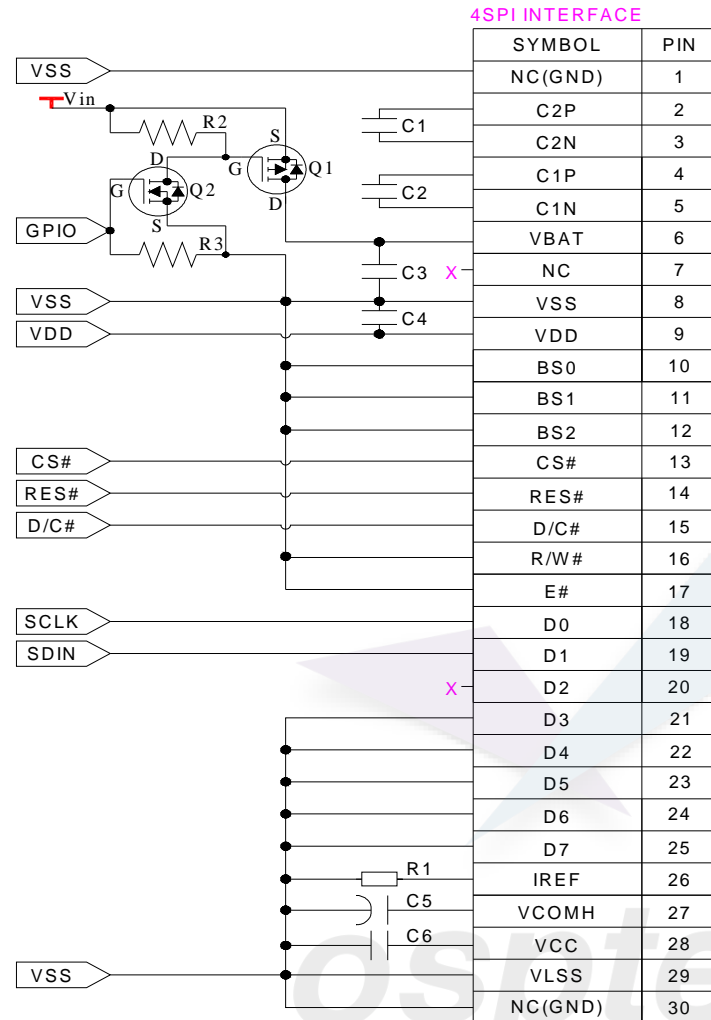 4SPI INTERFACE
SYMBOL PIN
VSS NC(GND) 1
Vin
C2P 2
R2 C1
S C2N 3
D G Q1 C1P 4
G Q2 C2
D C1N 5
GPIO S R3 VBAT 6
C3 X NC 7
VSS VSS 8
C4
VDD VDD 9
BS0 10
BS1 11
BS2 12
CS# CS# 13
RES# RES# 14
D/C# D/C# 15
R/W# 16
E# 17
SCLK D0 18
SDIN D1 19
X D2 20
D3 21
D4 22
D5 23
D6 24
D7 25
R1 IREF 26
C5 VCOMH 27
C6 VCC 28
VSS VLSS 29
NC(GND) 30